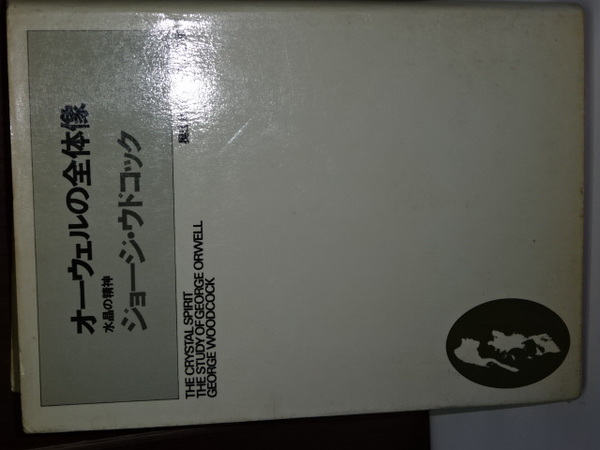 オーウェルの全体像
水晶の精神
ジョージ・ウドコック
THE CRYSTAL SPIRIT
THE STUDY OF GEORGE ORWELL
GEORGE WOODCOCK